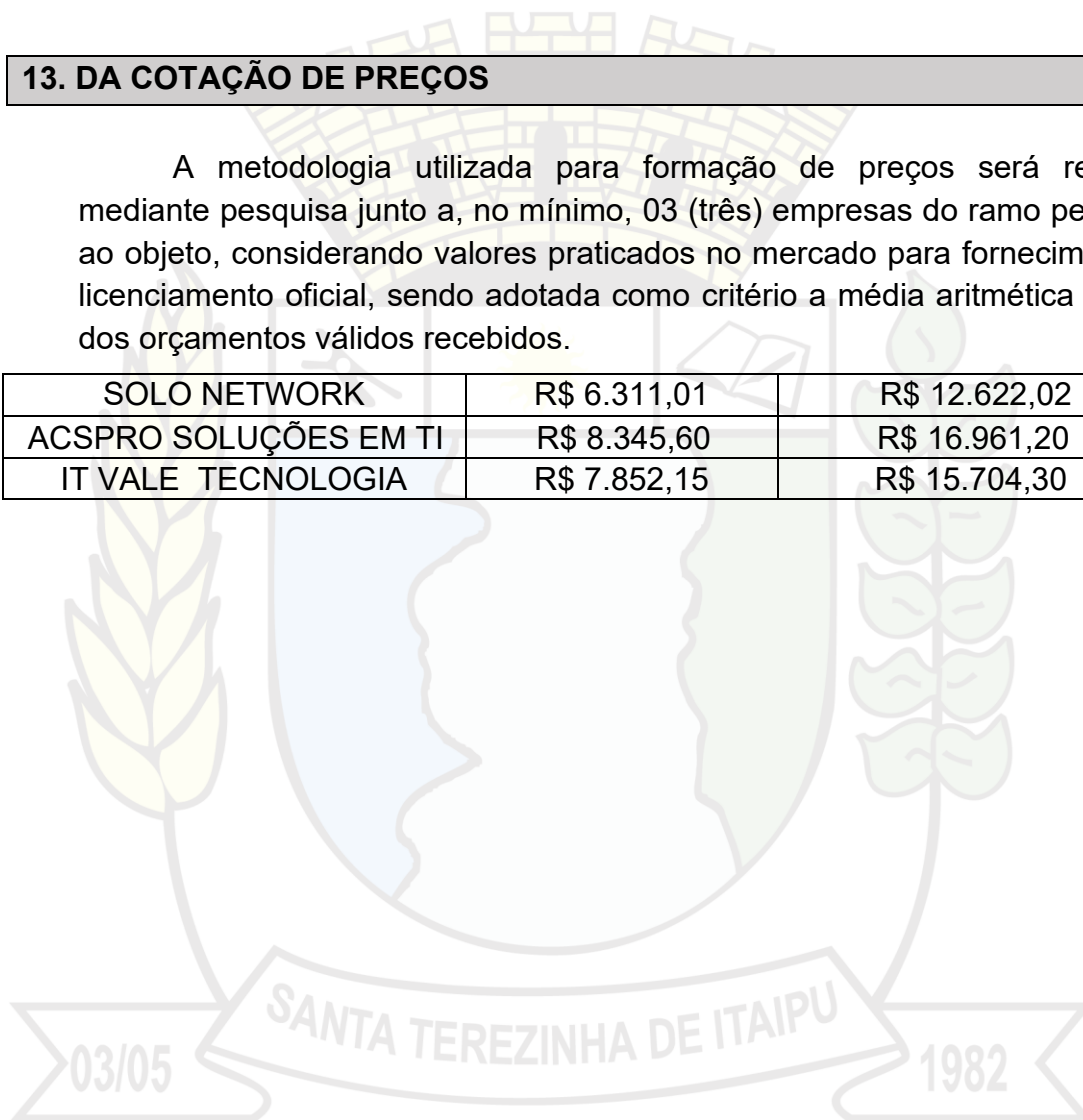 13. DA COTAÇÃO DE PREÇOS
A metodologia utilizada para formação de preços será
mediante pesquisa junto a, no mínimo, 03 (três) empresas do ramo
ao objeto, considerando valores praticados no mercado para
licenciamento oficial, sendo adotada como critério a média aritmética
dos orçamentos válidos recebidos.
SOLO NETWORK R$ 6.311,01 R$ 12.622,02
ACSPRO SOLUÇÕES EM TI R$ 8.345,60 R$ 16.961,20
IT VALE TECNOLOGIA R$ 7.852,15 R$ 15.704,30
SANTA TEREZINHA DE ITAIPU
03/05 1982